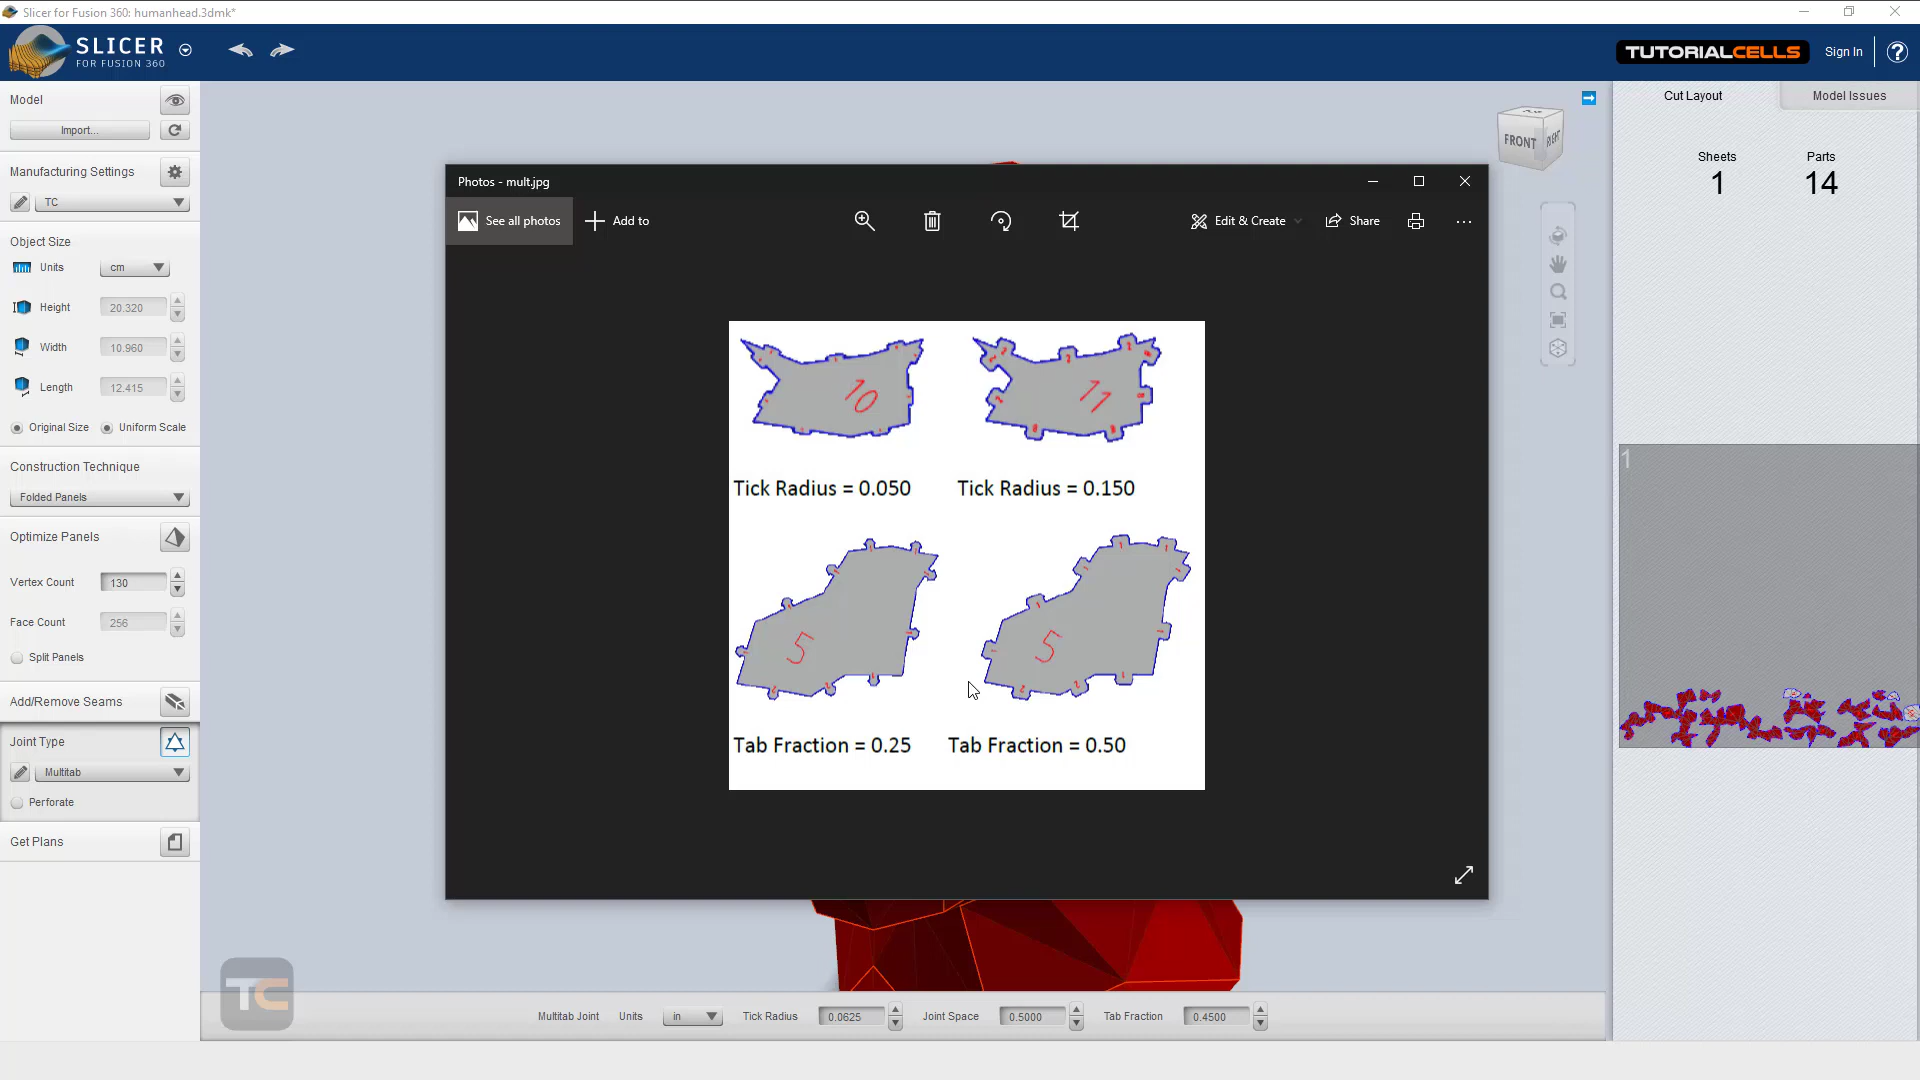 Slicer for Fusion 360: humanhead.3dmk*
SLICER
FOR FUSION 360
TUTORIALCELLS
Sign In
?
Model
Import...
Manufacturing Settings
TC
Object Size
Units
cm
Height
20.320
Width
10.960
Length
12.415
Original Size
Uniform Scale
Construction Technique
Folded Panels
Optimize Panels
Vertex Count
130
Face Count
256
Split Panels
Add/Remove Seams
Joint Type
Multitab
Perforate
Get Plans
Photos - mult.jpg
See all photos
Add to
Edit & Create
Share
10
11
Tick Radius = 0.050
Tick Radius = 0.150
5
5
Tab Fraction = 0.25
Tab Fraction = 0.50
FRONT
RIGHT
Cut Layout
Model Issues
Sheets
Parts
1
14
1
TC
Multitab Joint
Units
in
Tick Radius
0.0625
Joint Space
0.5000
Tab Fraction
0.4500